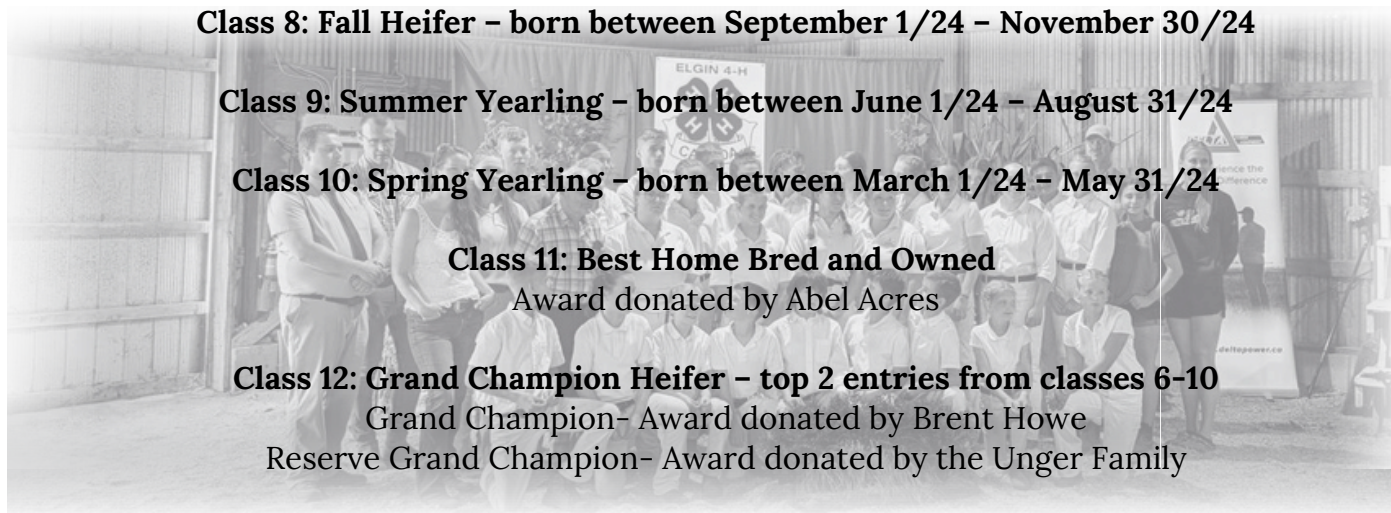 Class 8: Fall Heifer – born between September 1/24 – November 30/24
ELGIN 4-H
H H
H H
Class 9: Summer Yearling – born between June 1/24 – August 31/24
Class 10: Spring Yearling – born between March 1/24 – May 31/24
Class 11: Best Home Bred and Owned
Award donated by Abel Acres
.deltapower.ca
Class 12: Grand Champion Heifer – top 2 entries from classes 6-10
Grand Champion- Award donated by Brent Howe
Reserve Grand Champion- Award donated by the Unger Family